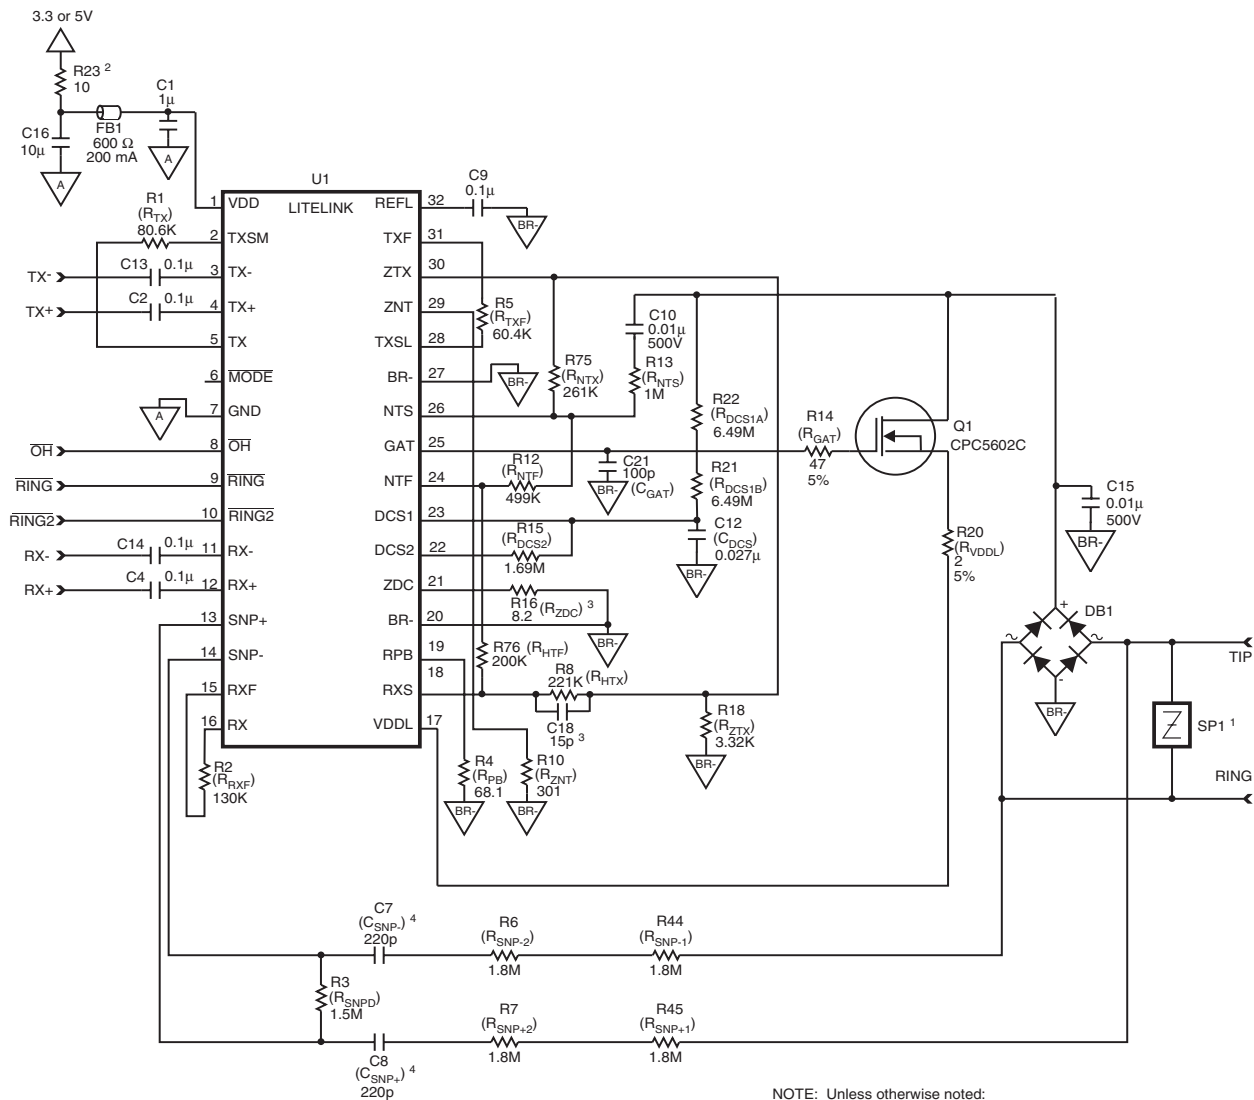 3.3 or 5V
R23 2
10
C1
1µ
C16
10µ
FB1
600 Ω
200 mA
A
A
U1
LITELINK
R1
(RTX)
80.6K
C9
0.1µ
BR-
1 VDD
REFL 32
2 TXSM
TXF 31
TX-
C13 0.1µ
3 TX-
ZTX 30
TX+
C2 0.1µ
4 TX+
ZNT 29
R5
(RTXF)
60.4K
5 TX
TXSL 28
6 MODE
BR- 27
BR-
A
7 GND
NTS 26
OH
8 OH
GAT 25
RING
9 RING
NTF 24
RING2
10 RING2
DCS1 23
RX-
C14 0.1µ
11 RX-
DCS2 22
RX+
C4 0.1µ
12 RX+
ZDC 21
13 SNP+
BR- 20
14 SNP-
RPB 19
15 RXF
RXS 18
16 RX
VDDL 17
C10
0.01µ
500V
R75
(RNTX)
261K
R13
(RNTS)
1M
R22
(RDCS1A)
6.49M
R14
(RGAT)
47
5%
Q1
CPC5602C
R12
(RNTF)
499K
C21
100p
(CGAT)
BR-
R21
(RDCS1B)
6.49M
R15
(RDCS2)
1.69M
C12
(CDCS)
0.027µ
BR-
C15
0.01µ
500V
BR-
R20
(RVDDL)
2
5%
R16 (RZDC) 3
8.2
BR-
R76 (RHTF)
200K
R8
221K (RHTX)
C18
15p 3
R18
(RZTX)
3.32K
BR-
+
DB1
~
~
-
BR-
TIP
SP1 1
RING
R2
(RRXF)
130K
R4
(RPB)
68.1
BR-
R10
(RZNT)
301
BR-
C7
(CSNP-) 4
220p
R6
(RSNP-2)
1.8M
R44
(RSNP-1)
1.8M
R3
(RSNPD)
1.5M
C8
(CSNP+) 4
220p
R7
(RSNP+2)
1.8M
R45
(RSNP+1)
1.8M
NOTE: Unless otherwise noted: